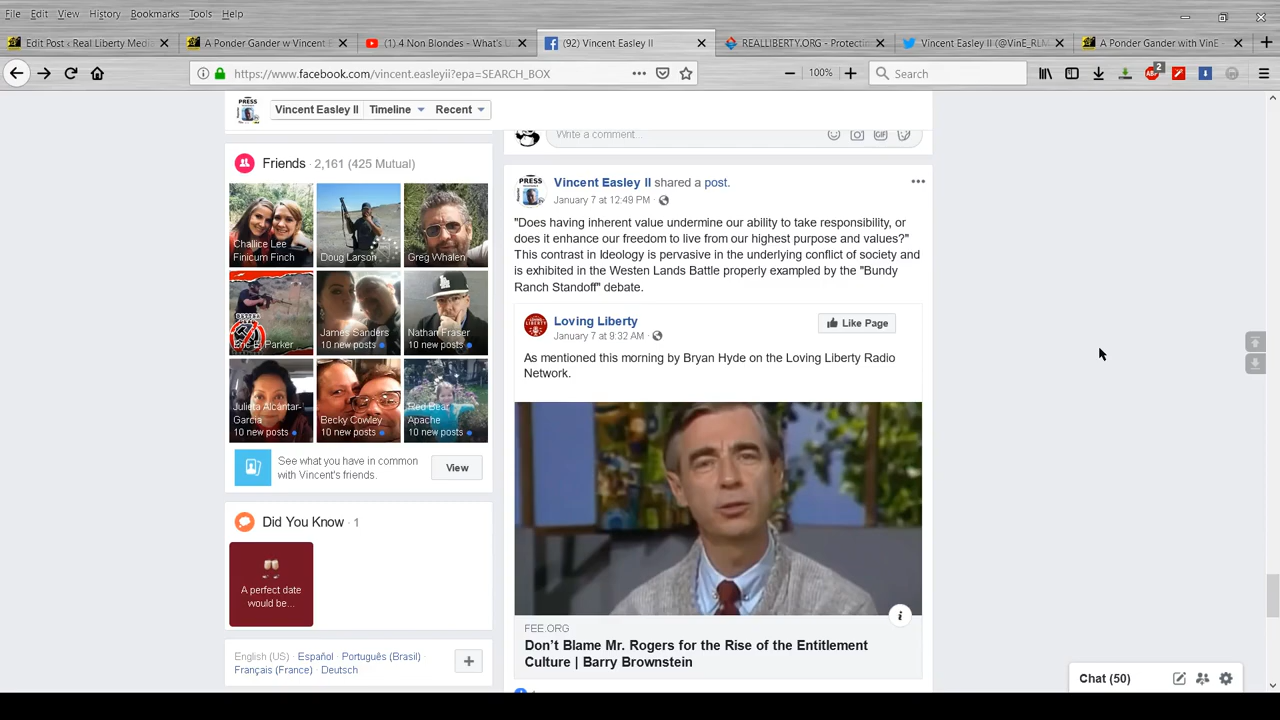 File Edit View History Bookmarks Tools Help
Edit Post ‹ Real Liberty Medi
A Ponder Gander w Vincent E
(1) 4 Non Blondes - What's U
(92) Vincent Easley II
REALLIBERTY.ORG - Protectin
Vincent Easley II (@VinE_RLM
A Ponder Gander with VinE -
https://www.facebook.com/vincent.easleyii?epa=SEARCH_BOX
100%
Search
2
PRESS
Vincent Easley II Timeline Recent
Friends · 2,161 (425 Mutual)
Challice Lee
Finicum Finch
Doug Larson
Greg Whalen
Eric EJ Parker
James Sanders
10 new posts
Nathan Fraser
10 new posts
Julieta Alcántar-
Garcia
10 new posts
Becky Cowley
10 new posts
Red Bear
Apache
10 new posts
See what you have in common
with Vincent's friends.
View
Did You Know · 1
A perfect date
would be...
English (US) · Español · Português (Brasil) ·
Français (France) · Deutsch
Write a comment...
GIF
PRESS
Vincent Easley II shared a post.
January 7 at 12:49 PM ·
"Does having inherent value undermine our ability to take responsibility, or
does it enhance our freedom to live from our highest purpose and values?"
This contrast in Ideology is pervasive in the underlying conflict of society and
is exhibited in the Westen Lands Battle properly exampled by the "Bundy
Ranch Standoff" debate.
LOVING
LIBERTY
Loving Liberty
January 7 at 9:32 AM ·
Like Page
As mentioned this morning by Bryan Hyde on the Loving Liberty Radio
Network.
FEE.ORG
Don't Blame Mr. Rogers for the Rise of the Entitlement
Culture | Barry Brownstein
Chat (50)